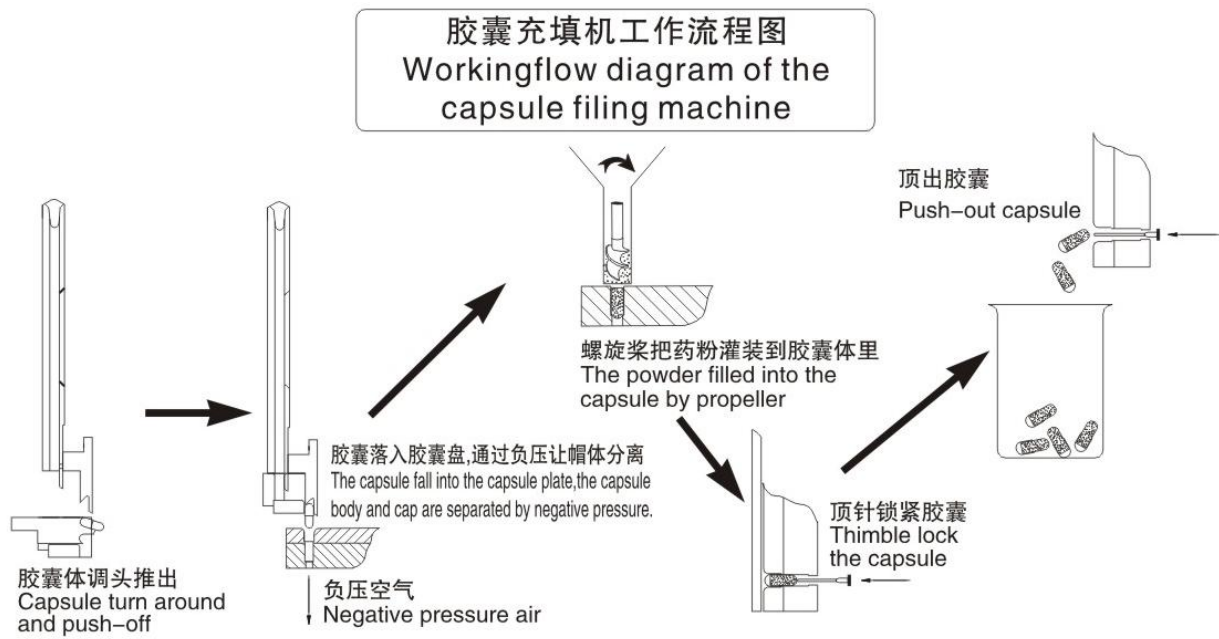 胶囊充填机工作流程图
Workingflow diagram of the
capsule filing machine
胶囊体调头推出
Capsule turn around
and push-off
胶囊落入胶囊盘,通过负压让帽体分离
The capsule fall into the capsule plate,the capsule
body and cap are separated by negative pressure.
负压空气
Negative pressure air
螺旋桨把药粉灌装到胶囊体里
The powder filled into the
capsule by propeller
顶针锁紧胶囊
Thimble lock
the capsule
顶出胶囊
Push-out capsule